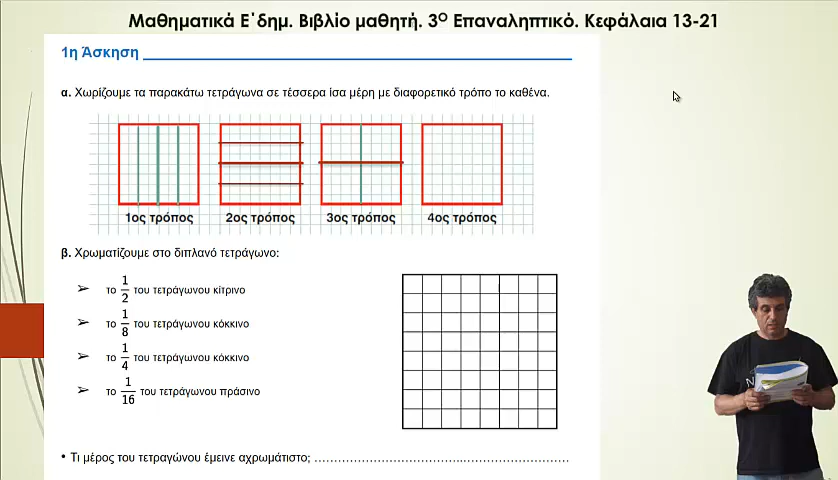 Μαθηματικά Ε΄δημ. Βιβλίο μαθητή. 3Ο Επαναληπτικό. Κεφάλαια 13-21
1η Άσκηση
α. Χωρίζουμε τα παρακάτω τετράγωνα σε τέσσερα ίσα μέρη με διαφορετικό τρόπο το καθένα.
1ος τρόπος 2ος τρόπος 3ος τρόπος 4ος τρόπος
β. Χρωματίζουμε στο διπλανό τετράγωνο:
➢ το 1/2 του τετράγωνου κίτρινο
➢ το 1/8 του τετράγωνου κόκκινο
➢ το 1/4 του τετράγωνου κόκκινο
➢ το 1/16 του τετράγωνου πράσινο
• Τι μέρος του τετραγώνου έμεινε αχρωμάτιστο; ……………………………………………………